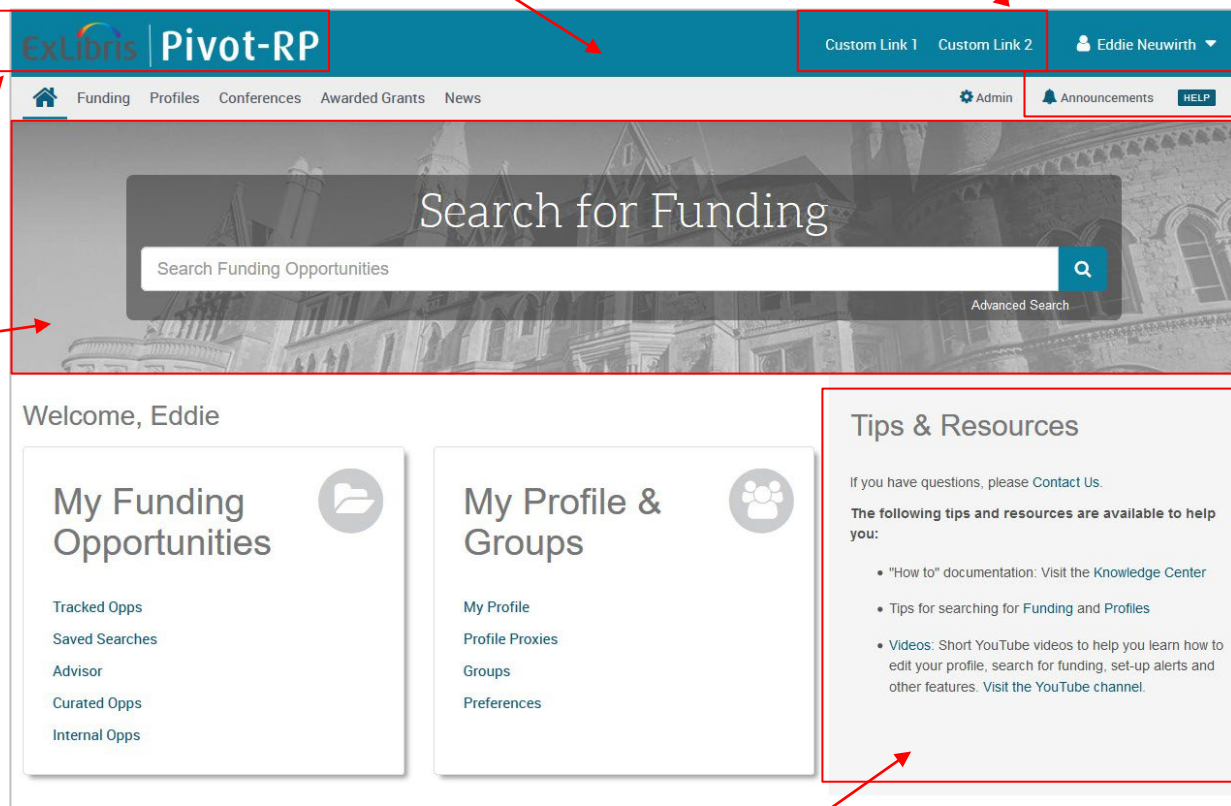 ExLibris Pivot-RP
Custom Link 1 Custom Link 2 Eddie Neuwirth
Funding Profiles Conferences Awarded Grants News
Admin Announcements HELP
Search for Funding
Search Funding Opportunities
Advanced Search
Welcome, Eddie
My Funding
Opportunities
Tracked Opps
Saved Searches
Advisor
Curated Opps
Internal Opps
My Profile &
Groups
My Profile
Profile Proxies
Groups
Preferences
Tips & Resources
If you have questions, please Contact Us.
The following tips and resources are available to help
you:
• "How to" documentation: Visit the Knowledge Center
• Tips for searching for Funding and Profiles
• Videos: Short YouTube videos to help you learn how to
edit your profile, search for funding, set-up alerts and
other features. Visit the YouTube channel.